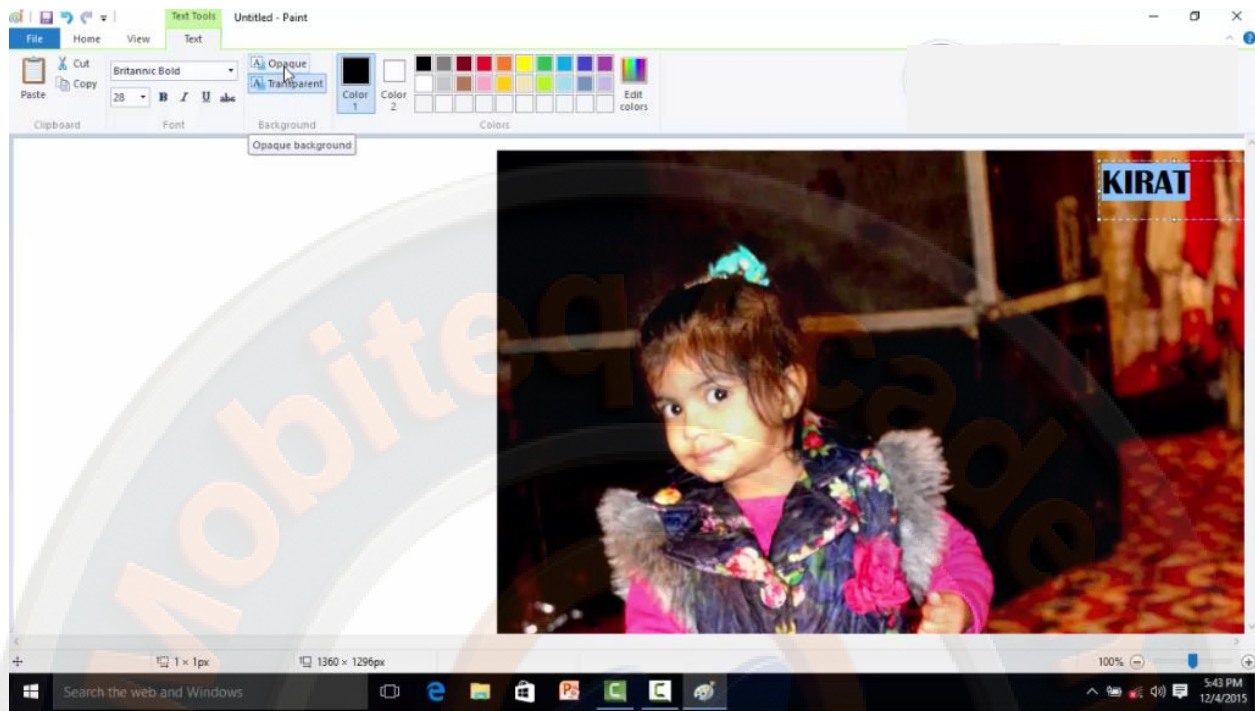 Text Tools
Untitled - Paint
File Home View Text
Paste
Cut
Copy
Clipboard
Britannic Bold
28 B I U abc
Font
Opaque
Transparent
Background
Color 1
Color 2
Edit colors
Colors
Opaque background
KIRAT
Mobiteq Acade
1 × 1px
1360 × 1296px
100%
Search the web and Windows
5:43 PM
12/4/2015